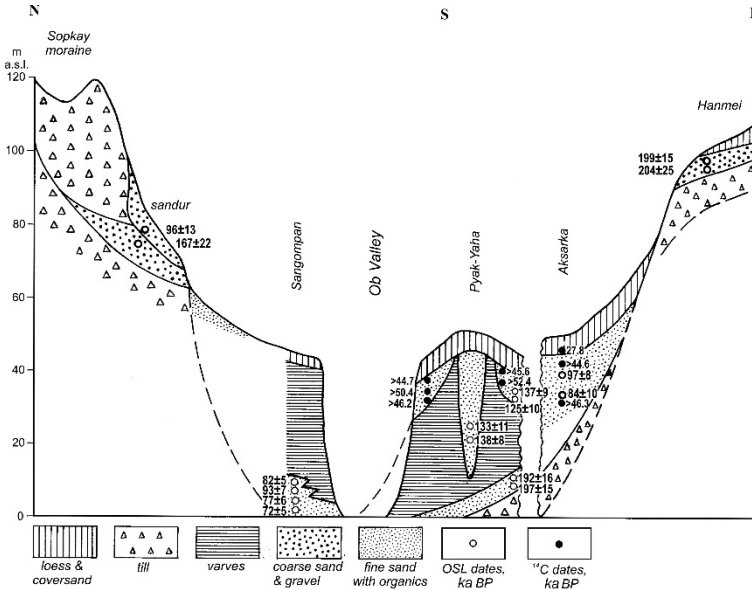 N
S
Sopkay
moraine
m
a.s.l.
120
100
80
60
40
20
0
sandur
96±13
167±22
Sangompan
Ob Valley
Pyak-Yaha
Aksarka
Hanmei
199±15
204±25
82±5
93±7
77±6
72±5
>44.7
>50.4
>46.2
>45.6
>52.4
137±9
125±10
133±11
138±8
192±16
197±15
27.8
>44.6
97±8
84±10
>46.3
loess &
coversand
till
varves
coarse sand
& gravel
fine sand
with organics
OSL dates,
ka BP
¹⁴C dates,
ka BP